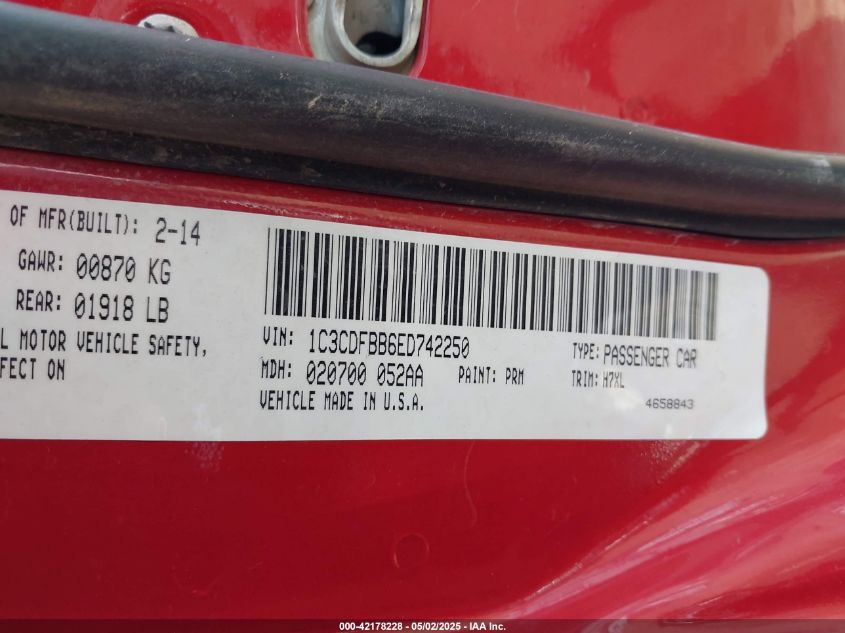 OF MFR(BUILT): 2-14
GAWR: 00870 KG
REAR: 01918 LB
L MOTOR VEHICLE SAFETY,
FECT ON
VIN: 1C3CDFBB6ED742250
TYPE: PASSENGER CAR
MDH: 020700 052AA PAINT: PRM
TRIM: H7XL
VEHICLE MADE IN U.S.A.
4658843
000-42178228 - 05/02/2025 - IAA Inc.